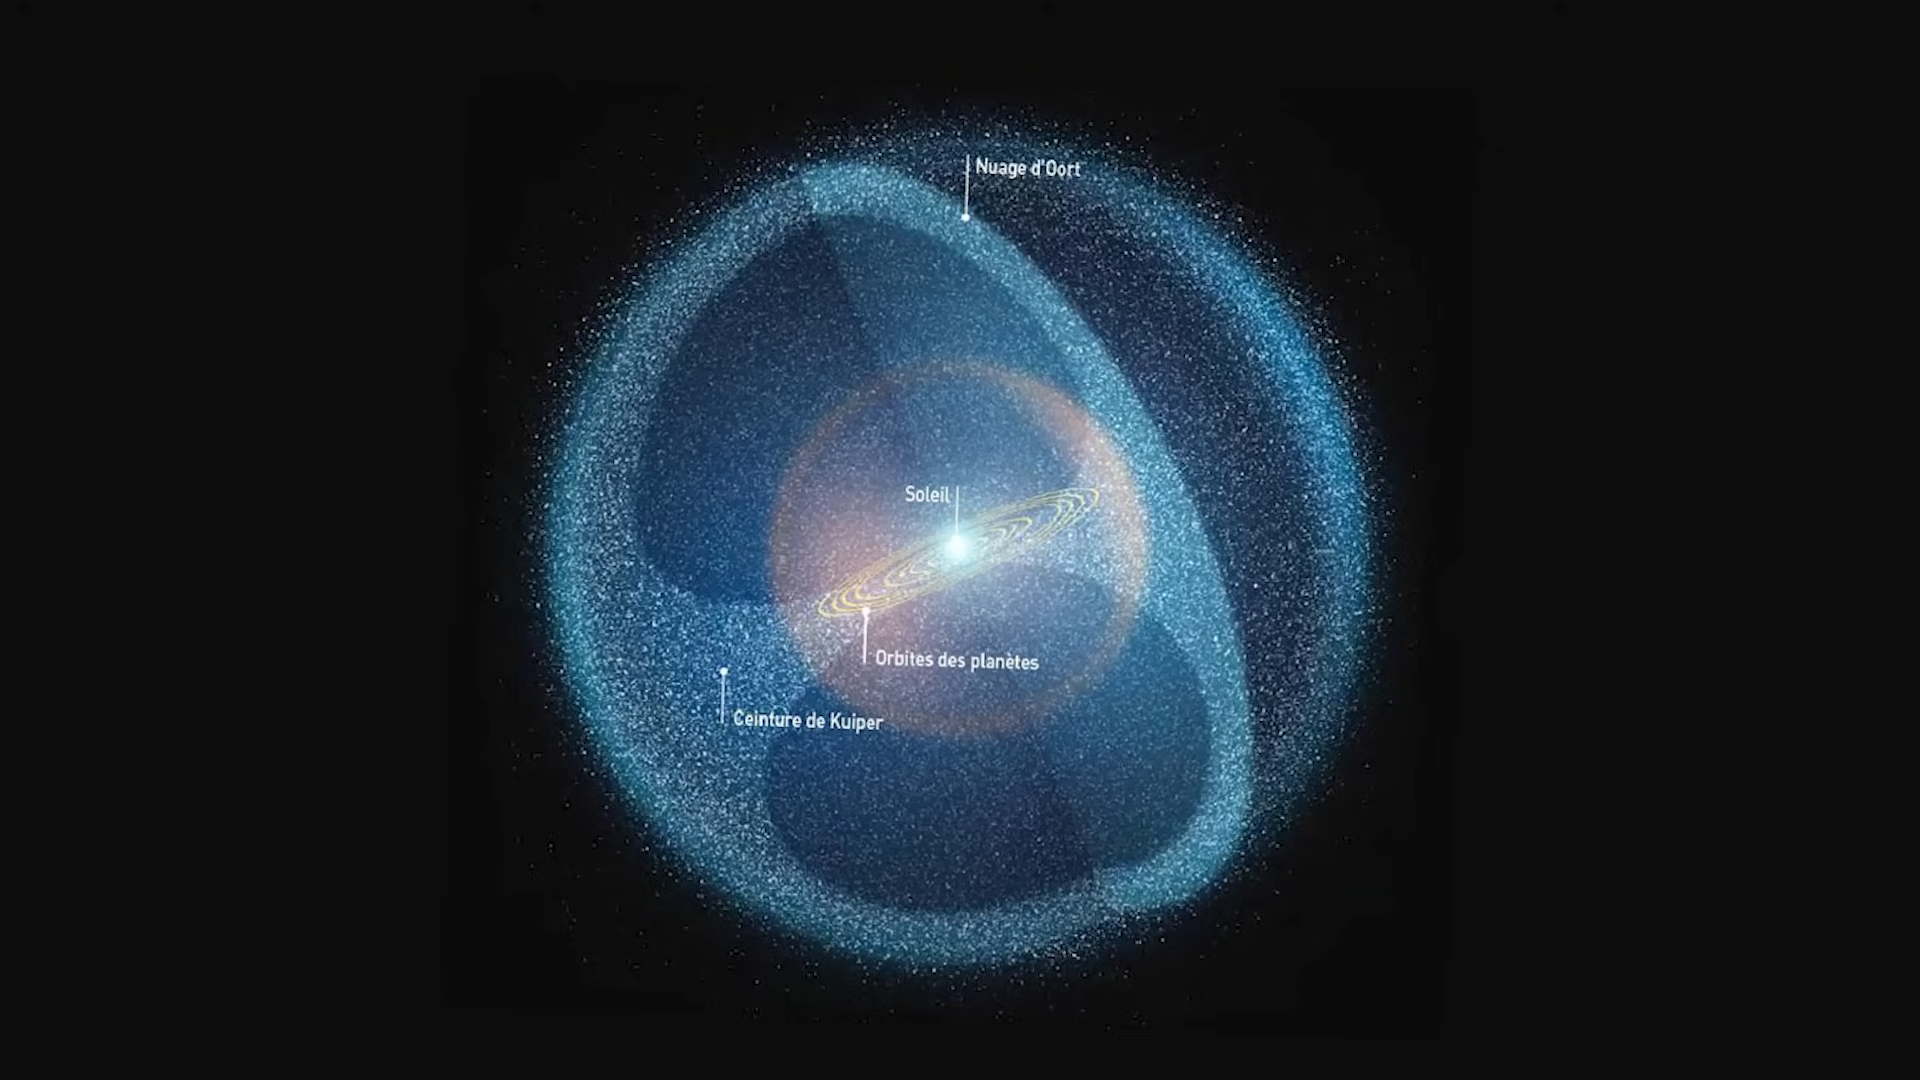 Nuage d'Oort
Soleil
Orbites des planètes
Ceinture de Kuiper